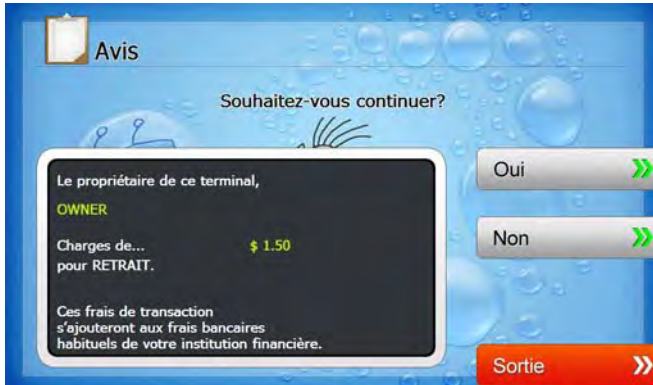 Avis
Souhaitez-vous continuer?
Le propriétaire de ce terminal,
OWNER
Charges de... $ 1.50
pour RETRAIT.
Ces frais de transaction
s'ajouteront aux frais bancaires
habituels de votre institution financière.
Oui
Non
Sortie